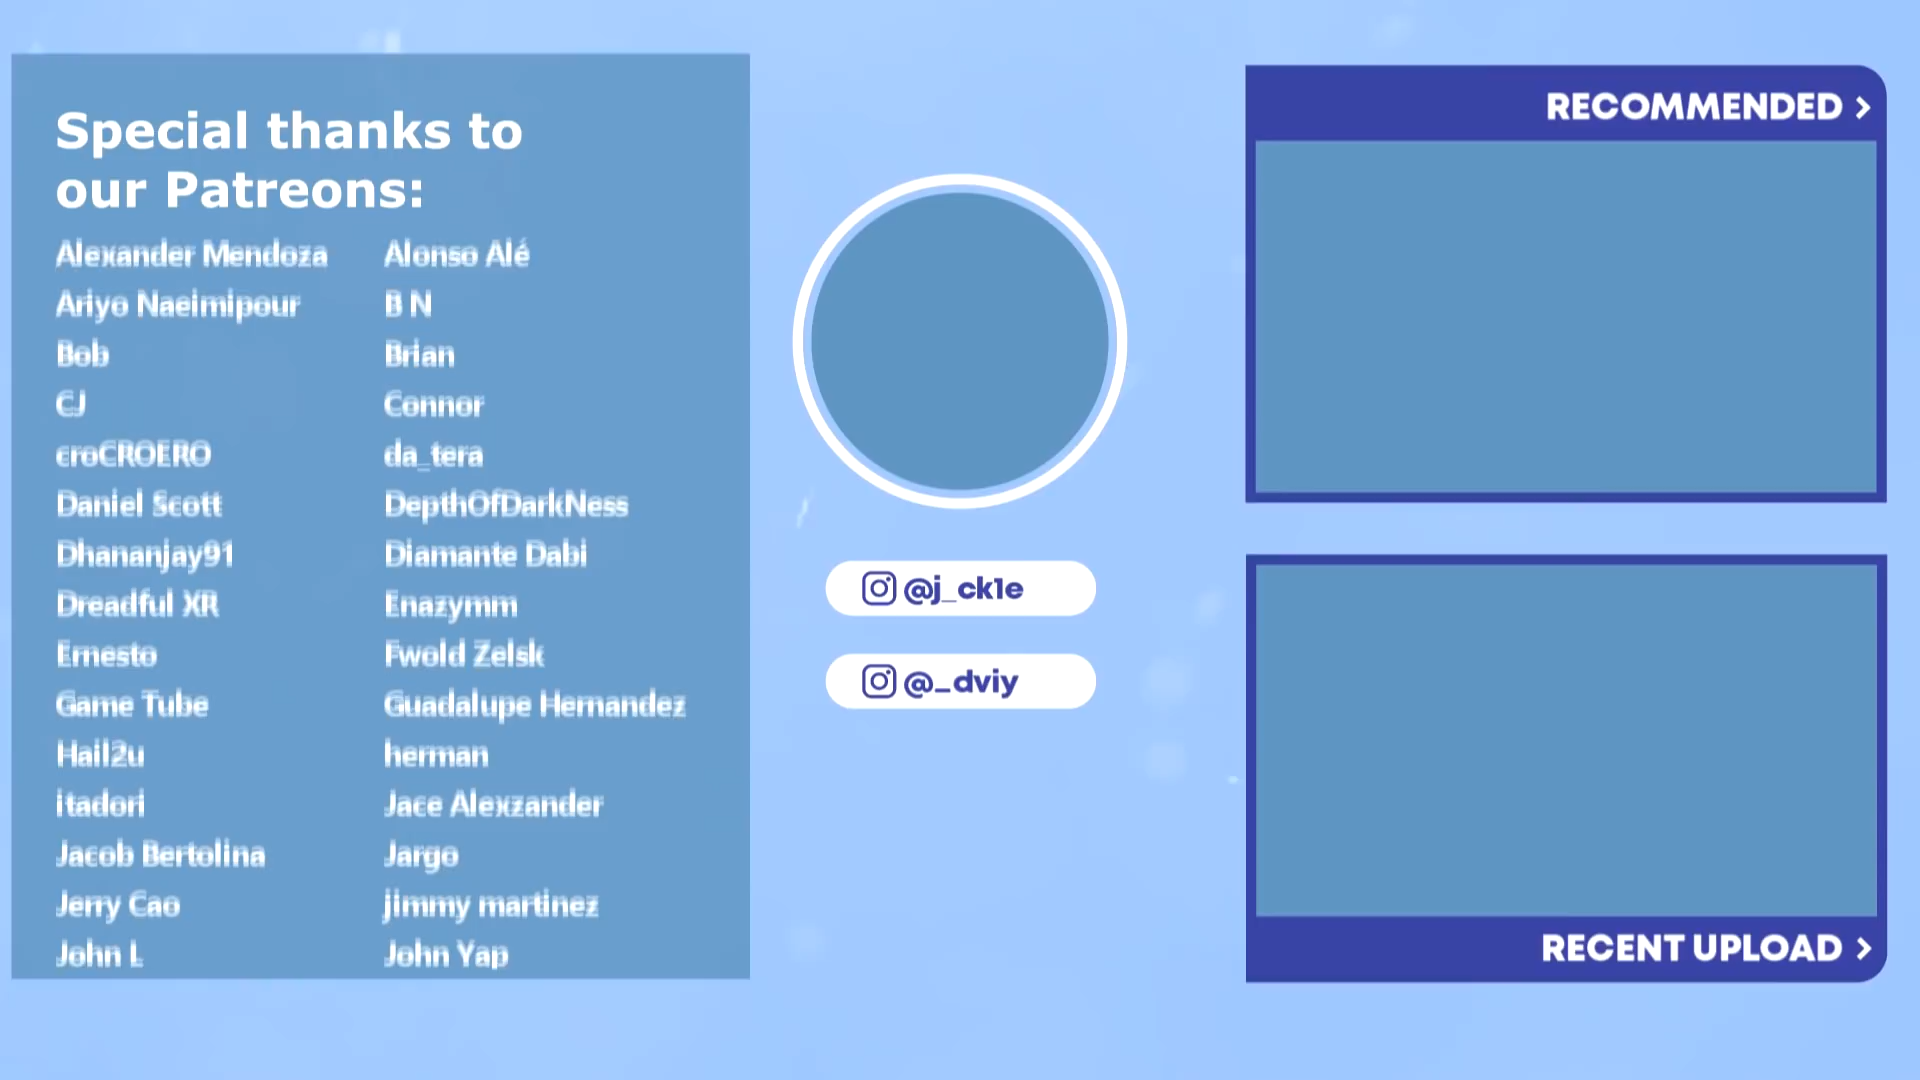 Special thanks to
our Patreons:
Alexander Mendoza Alonso Alé
Ariyo Naeimipour B N
Bob Brian
CJ Connor
croCROERO da_tera
Daniel Scott DepthOfDarkNess
Dhananjay91 Diamante Dabi
Dreadful XR Enazymm
Ernesto Fwold Zelsk
Game Tube Guadalupe Hernandez
Hail2u herman
itadori Jace Alexzander
Jacob Bertolina Jargo
Jerry Cao jimmy martinez
John L John Yap
@j_ck1e
@_dviy
RECOMMENDED >
RECENT UPLOAD >